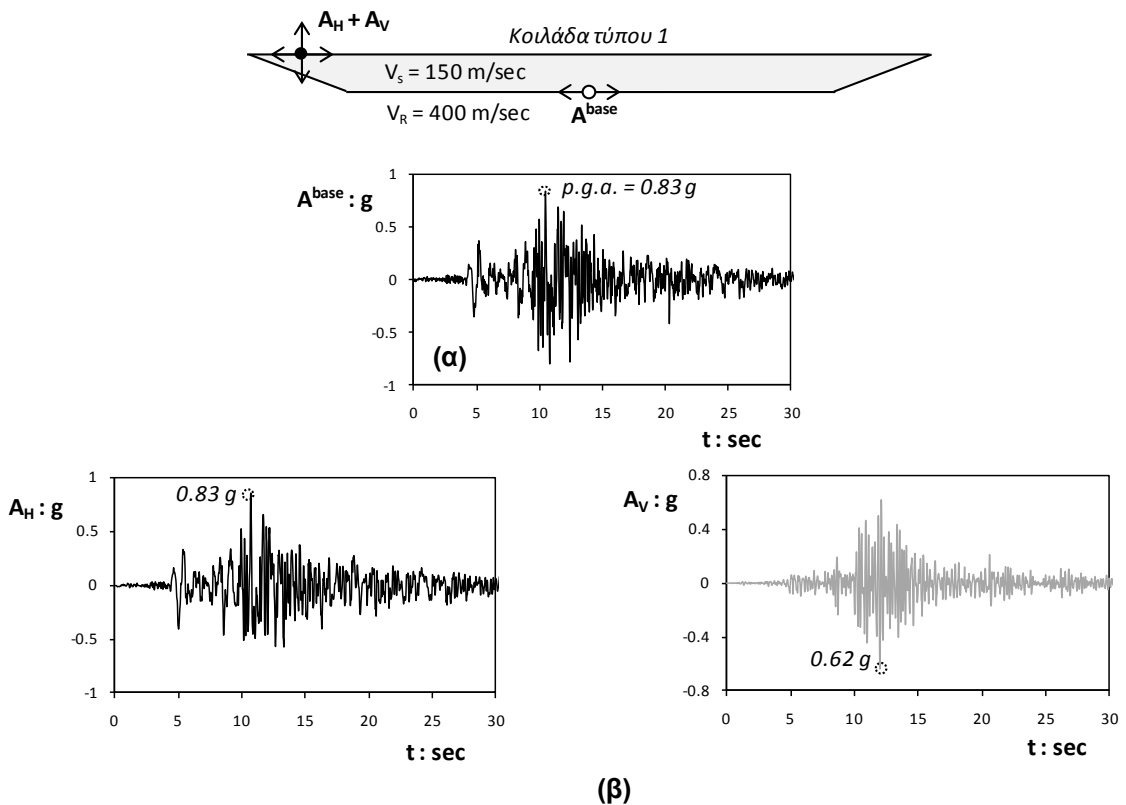 A_H + A_V
Κοιλάδα τύπου 1
V_s = 150 m/sec
V_R = 400 m/sec
A^base
A^base : g
p.g.a. = 0.83 g
1
0.5
0
-0.5
-1
(α)
0 5 10 15 20 25 30
t : sec
A_H : g
0.83 g
1
0.5
0
-0.5
-1
0 5 10 15 20 25 30
t : sec
A_V : g
0.8
0.4
0
-0.4
-0.8
0.62 g
0 5 10 15 20 25 30
t : sec
(β)